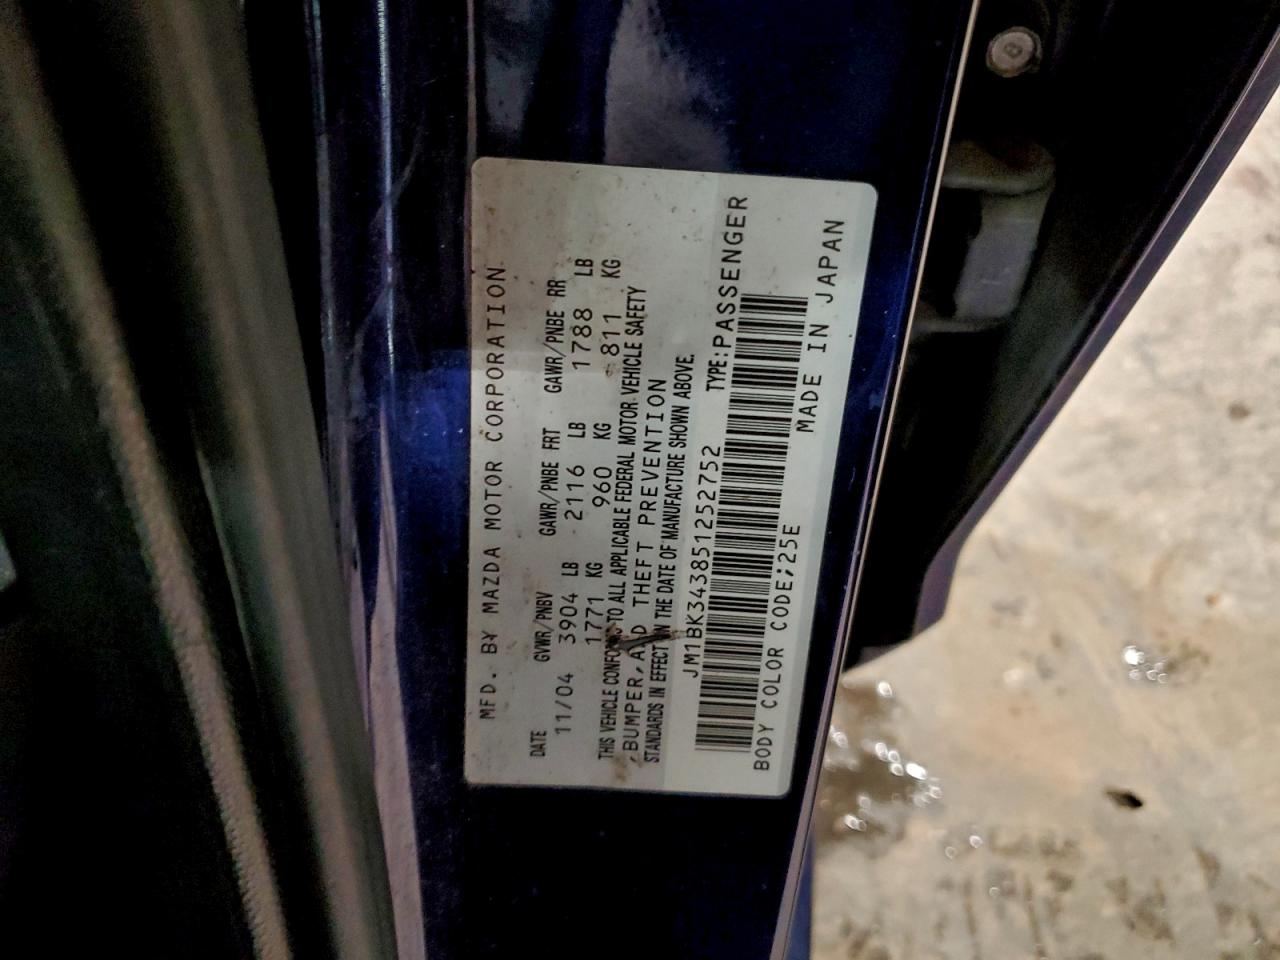 MFD. BY MAZDA MOTOR CORPORATION
DATE GVWR/PNBV GAWR/PNBE FRT GAWR/PNBE RR
11/04 3904 LB 2116 LB 1788 LB
1771 KG 960 KG 811 KG
THIS VEHICLE CONFORMS TO ALL APPLICABLE FEDERAL MOTOR VEHICLE SAFETY
,BUMPER, AND THEFT PREVENTION
STANDARDS IN EFFECT ON THE DATE OF MANUFACTURE SHOWN ABOVE.
JM1BK343851252752 TYPE:PASSENGER
BODY COLOR CODE;25E MADE IN JAPAN